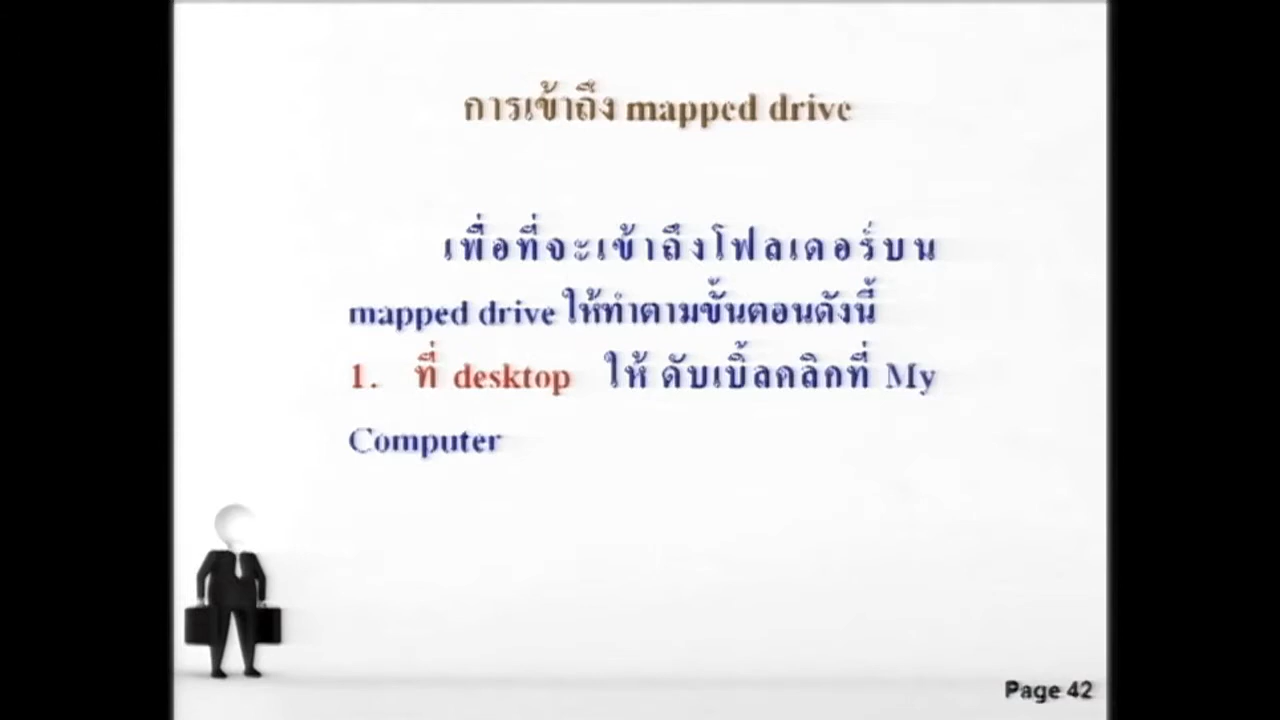 การเข้าถึง mapped drive
เพื่อที่จะเข้าถึงโฟลเดอร์บน
mapped drive ให้ทำตามขั้นตอนดังนี้
1. ที่ desktop ให้ ดับเบิ้ลคลิกที่ My
Computer
Page 42